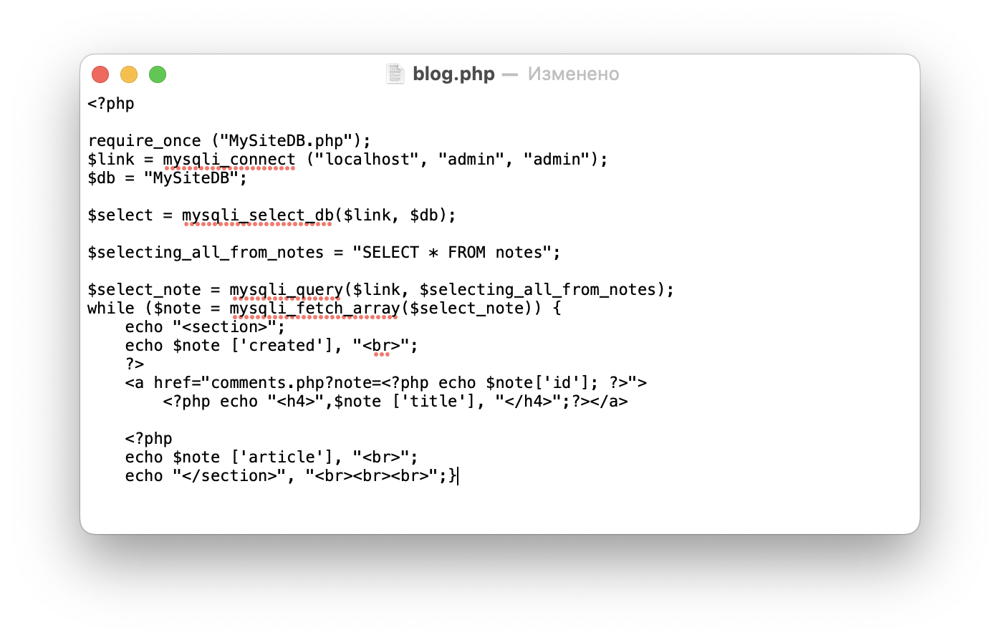 blog.php — Изменено
<?php
require_once ("MySiteDB.php");
$link = mysqli_connect ("localhost", "admin", "admin");
$db = "MySiteDB";
$select = mysqli_select_db($link, $db);
$selecting_all_from_notes = "SELECT * FROM notes";
$select_note = mysqli_query($link, $selecting_all_from_notes);
while ($note = mysqli_fetch_array($select_note)) {
    echo "<section>";
    echo $note ['created'], "<br>";
    ?>
    <a href="comments.php?note=<?php echo $note['id']; ?>">
        <?php echo "<h4>",$note ['title'], "</h4>";?></a>
    <?php
    echo $note ['article'], "<br>";
    echo "</section>", "<br><br><br>";}